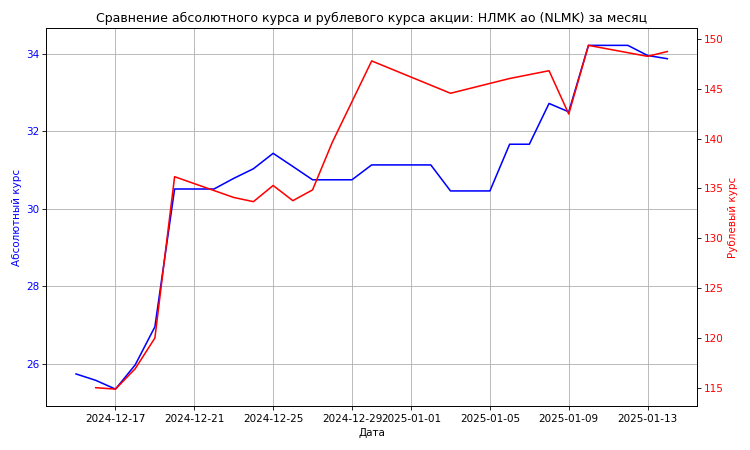 Сравнение абсолютного курса и рублевого курса акции: НЛМК ао (NLMK) за месяц
Абсолютный курс
34
32
30
28
26
150
145
140
135
130
125
120
115
Рублевый курс
2024-12-17 2024-12-21 2024-12-25 2024-12-29 2025-01-01 2025-01-05 2025-01-09 2025-01-13
Дата